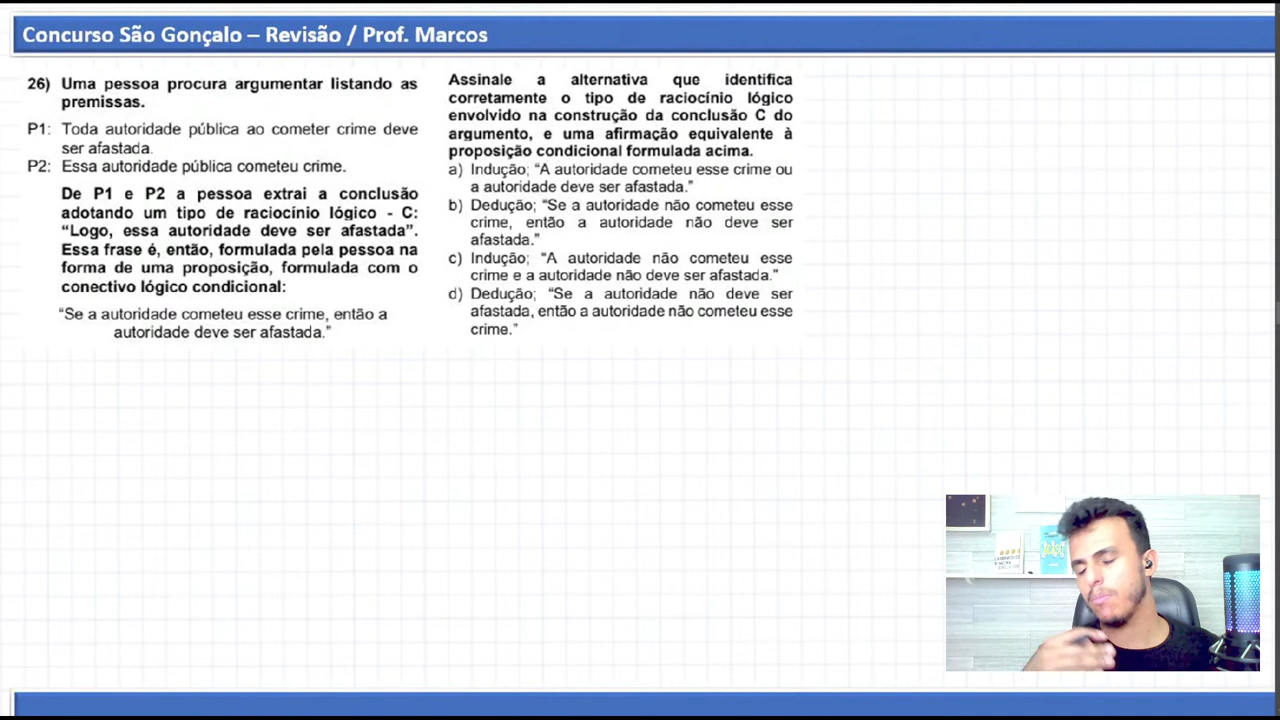 Concurso São Gonçalo – Revisão / Prof. Marcos
26) Uma pessoa procura argumentar listando as
premissas.
P1: Toda autoridade pública ao cometer crime deve
ser afastada.
P2: Essa autoridade pública cometeu crime.
De P1 e P2 a pessoa extrai a conclusão
adotando um tipo de raciocínio lógico - C:
“Logo, essa autoridade deve ser afastada”.
Essa frase é, então, formulada pela pessoa na
forma de uma proposição, formulada com o
conectivo lógico condicional:
“Se a autoridade cometeu esse crime, então a
autoridade deve ser afastada.”
Assinale a alternativa que identifica
corretamente o tipo de raciocínio lógico
envolvido na construção da conclusão C do
argumento, e uma afirmação equivalente à
proposição condicional formulada acima.
a) Indução; “A autoridade cometeu esse crime ou
a autoridade deve ser afastada.”
b) Dedução; “Se a autoridade não cometeu esse
crime, então a autoridade não deve ser
afastada.”
c) Indução; “A autoridade não cometeu esse
crime e a autoridade não deve ser afastada.”
d) Dedução; “Se a autoridade não deve ser
afastada, então a autoridade não cometeu esse
crime.”